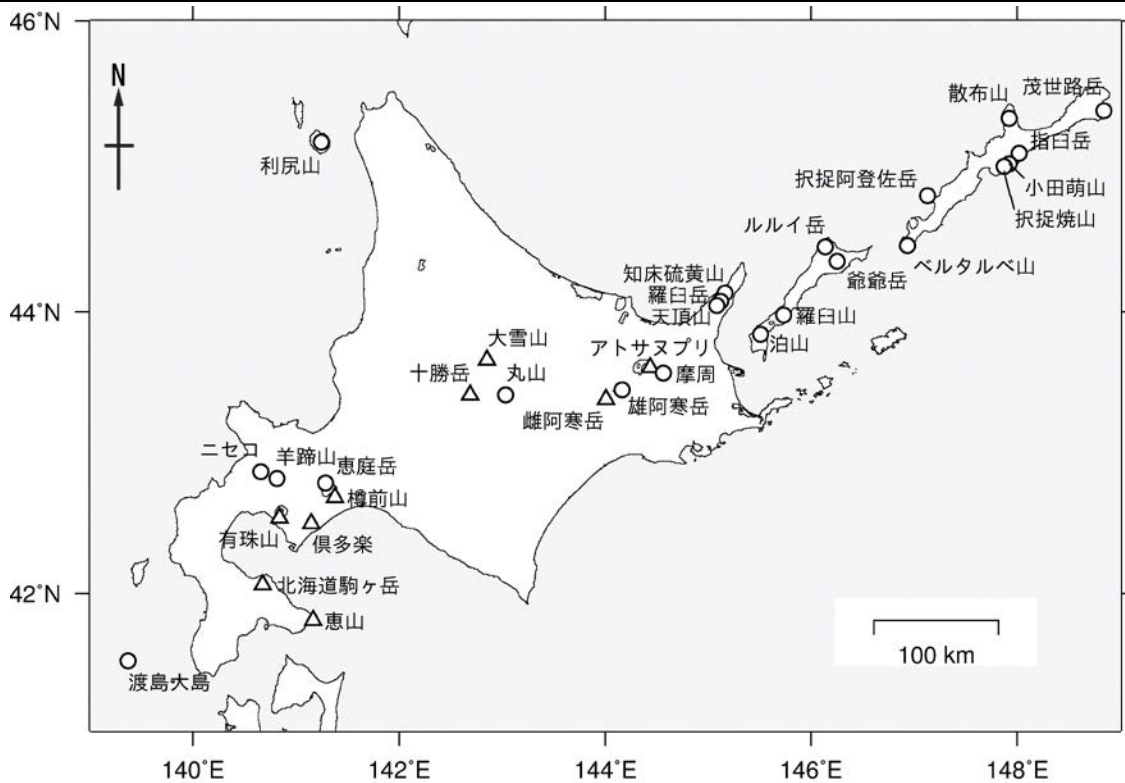 46°N
N
散布山
茂世路岳
指臼岳
小田萌山
択捉焼山
択捉阿登佐岳
ベルタルベ山
利尻山
ルルイ岳
爺爺岳
知床硫黄山
羅臼岳
天頂山
44°N
羅臼山
泊山
大雪山
アトサヌプリ
十勝岳
丸山
摩周
雌阿寒岳
雄阿寒岳
ニセコ
羊蹄山
恵庭岳
樽前山
有珠山
倶多楽
42°N
北海道駒ヶ岳
恵山
渡島大島
100 km
140°E
142°E
144°E
146°E
148°E